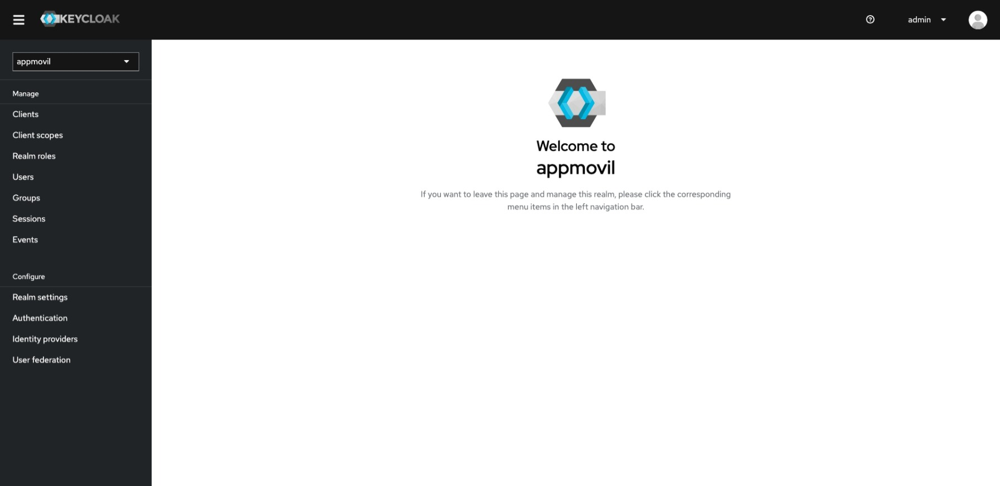 KEYCLOAK
admin
appmovil
Manage
Clients
Client scopes
Realm roles
Users
Groups
Sessions
Events
Configure
Realm settings
Authentication
Identity providers
User federation
Welcome to
appmovil
If you want to leave this page and manage this realm, please click the corresponding
menu items in the left navigation bar.